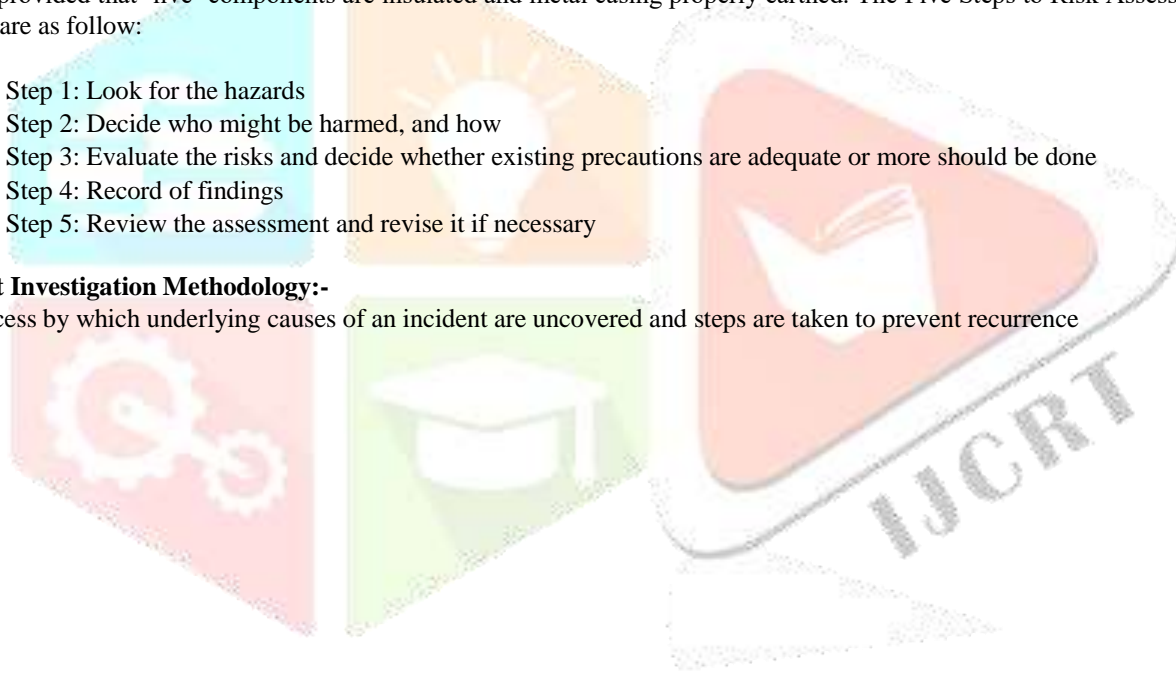 provided that "live" components are insulated and metal casing properly earthed. The Five Steps to Risk Assess
are as follow:
Step 1: Look for the hazards
Step 2: Decide who might be harmed, and how
Step 3: Evaluate the risks and decide whether existing precautions are adequate or more should be done
Step 4: Record of findings
Step 5: Review the assessment and revise it if necessary
t Investigation Methodology:-
cess by which underlying causes of an incident are uncovered and steps are taken to prevent recurrence
IJCRT